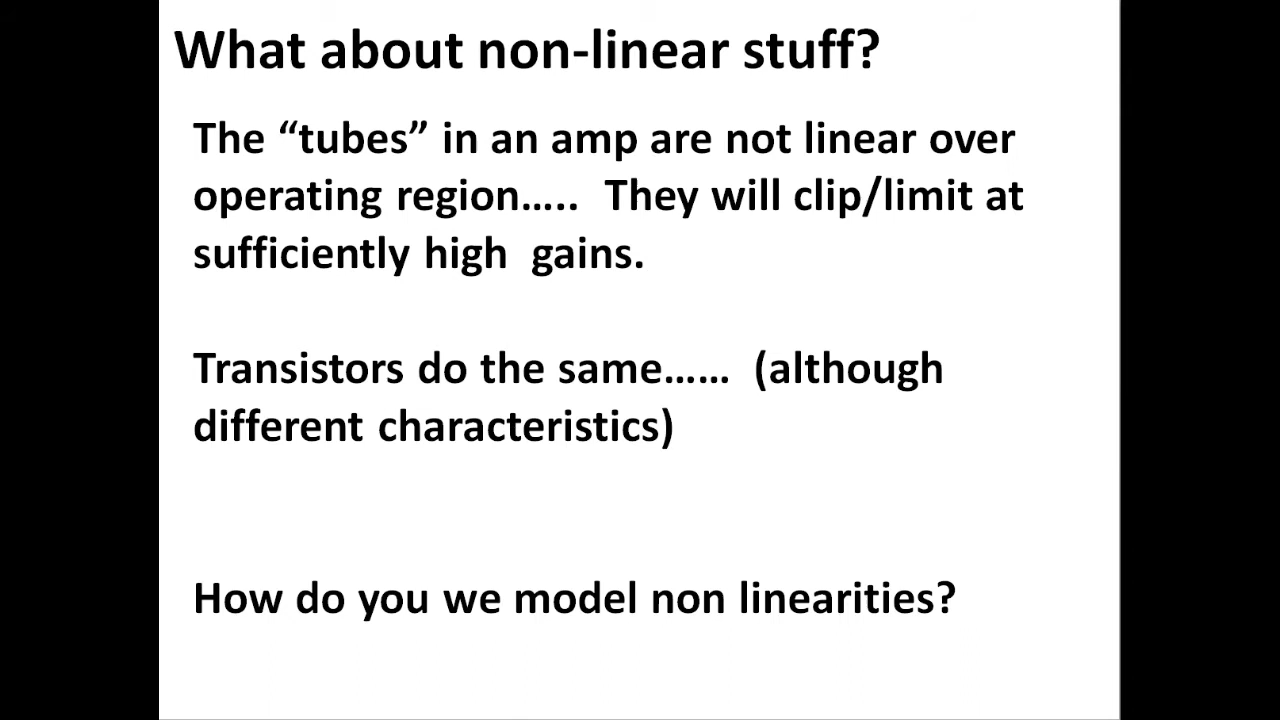 What about non-linear stuff?
The “tubes” in an amp are not linear over
operating region….. They will clip/limit at
sufficiently high  gains.
Transistors do the same……  (although
different characteristics)
How do you we model non linearities?